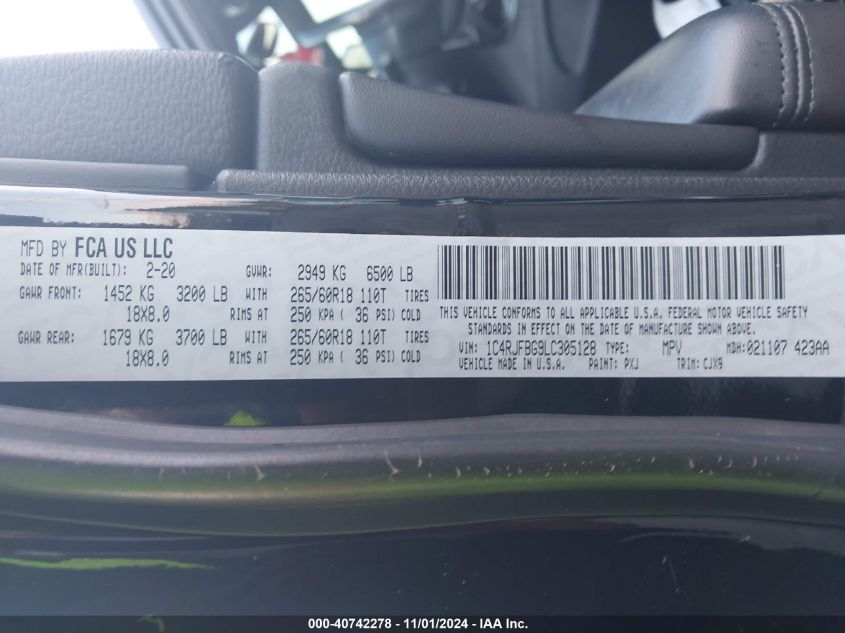 MFD BY FCA US LLC
DATE OF MFR(BUILT): 2-20 GVWR: 2949 KG 6500 LB
GAWR FRONT: 1452 KG 3200 LB WITH 265/60R18 110T TIRES
18X8.0 RIMS AT 250 KPA ( 36 PSI) COLD
GAWR REAR: 1679 KG 3700 LB WITH 265/60R18 110T TIRES
18X8.0 RIMS AT 250 KPA ( 36 PSI) COLD
THIS VEHICLE CONFORMS TO ALL APPLICABLE U.S.A. FEDERAL MOTOR VEHICLE SAFETY
STANDARDS IN EFFECT ON THE DATE OF MANUFACTURE SHOWN ABOVE.
VIN: 1C4RJFBG9LC305128 TYPE: MPV MDH:021107 423AA
VEHICLE MADE IN U.S.A. PAINT: PXJ TRIM: CJX9
000-40742278 - 11/01/2024 - IAA Inc.